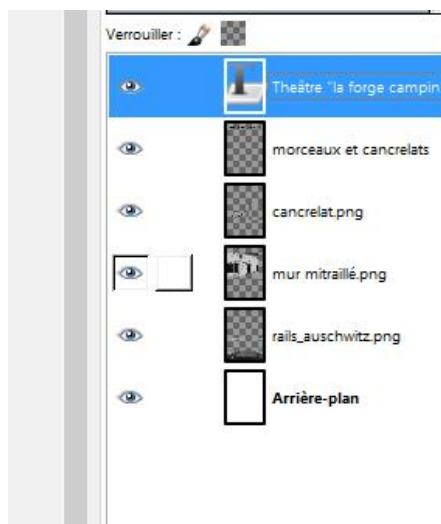 Verrouiller :
Theâtre "la forge campin
morceaux et cancrelats
cancrelat.png
mur mitraillé.png
rails_auschwitz.png
Arrière-plan